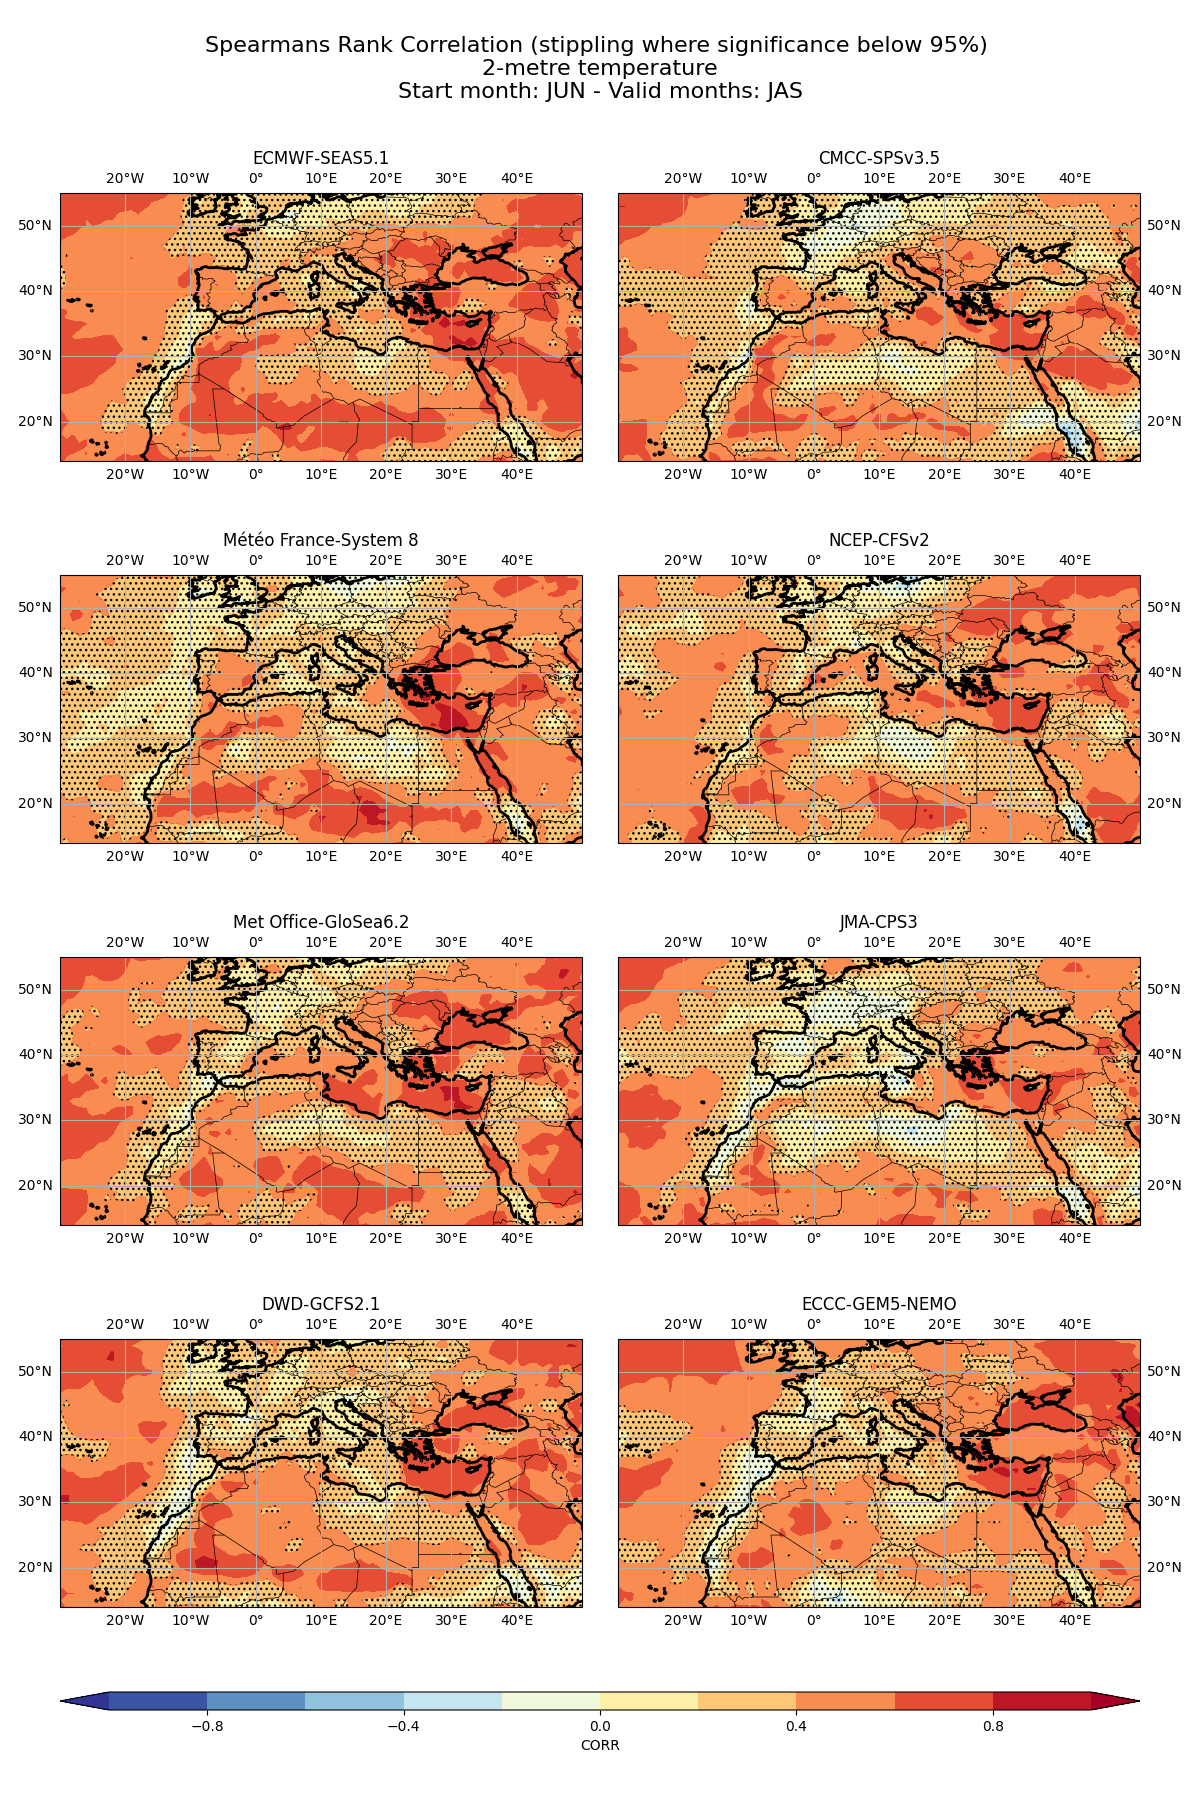 Spearmans Rank Correlation (stippling where significance below 95%)
2-metre temperature
Start month: JUN - Valid months: JAS
ECMWF-SEAS5.1
20°W 10°W 0° 10°E 20°E 30°E 40°E
50°N
40°N
30°N
20°N
20°W 10°W 0° 10°E 20°E 30°E 40°E
CMCC-SPSv3.5
20°W 10°W 0° 10°E 20°E 30°E 40°E
50°N
40°N
30°N
20°N
20°W 10°W 0° 10°E 20°E 30°E 40°E
Météo France-System 8
20°W 10°W 0° 10°E 20°E 30°E 40°E
50°N
40°N
30°N
20°N
20°W 10°W 0° 10°E 20°E 30°E 40°E
NCEP-CFSv2
20°W 10°W 0° 10°E 20°E 30°E 40°E
50°N
40°N
30°N
20°N
20°W 10°W 0° 10°E 20°E 30°E 40°E
Met Office-GloSea6.2
20°W 10°W 0° 10°E 20°E 30°E 40°E
50°N
40°N
30°N
20°N
20°W 10°W 0° 10°E 20°E 30°E 40°E
JMA-CPS3
20°W 10°W 0° 10°E 20°E 30°E 40°E
50°N
40°N
30°N
20°N
20°W 10°W 0° 10°E 20°E 30°E 40°E
DWD-GCFS2.1
20°W 10°W 0° 10°E 20°E 30°E 40°E
50°N
40°N
30°N
20°N
20°W 10°W 0° 10°E 20°E 30°E 40°E
ECCC-GEM5-NEMO
20°W 10°W 0° 10°E 20°E 30°E 40°E
50°N
40°N
30°N
20°N
20°W 10°W 0° 10°E 20°E 30°E 40°E
−0.8 −0.4 0.0 0.4 0.8
CORR